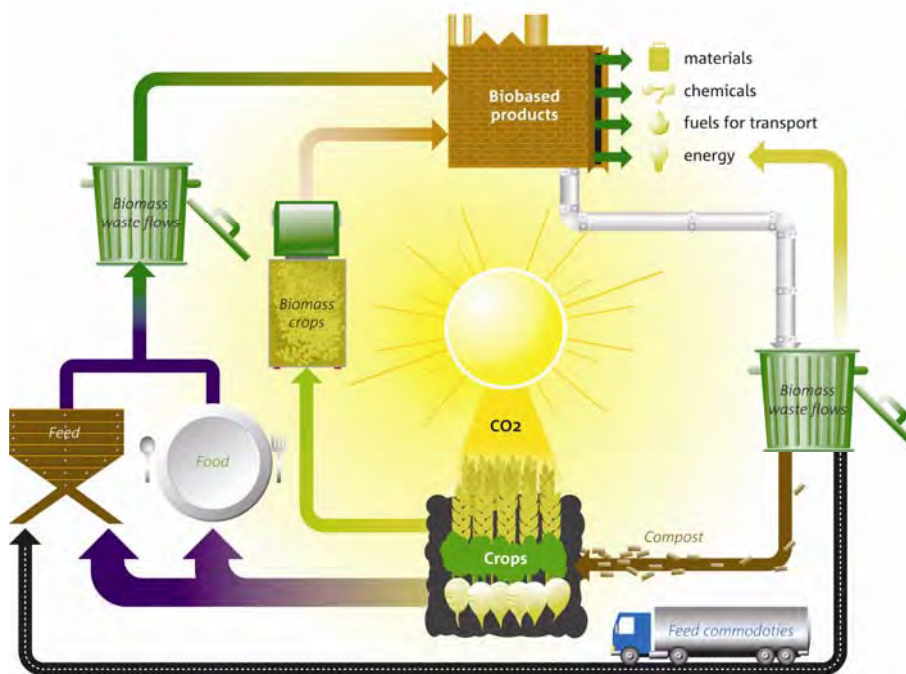 Biobased
products
materials
chemicals
fuels for transport
energy
Biomass
waste flows
Biomass
crops
Biomass
waste flows
CO2
Feed
Food
Crops
Compost
Feed commodoties